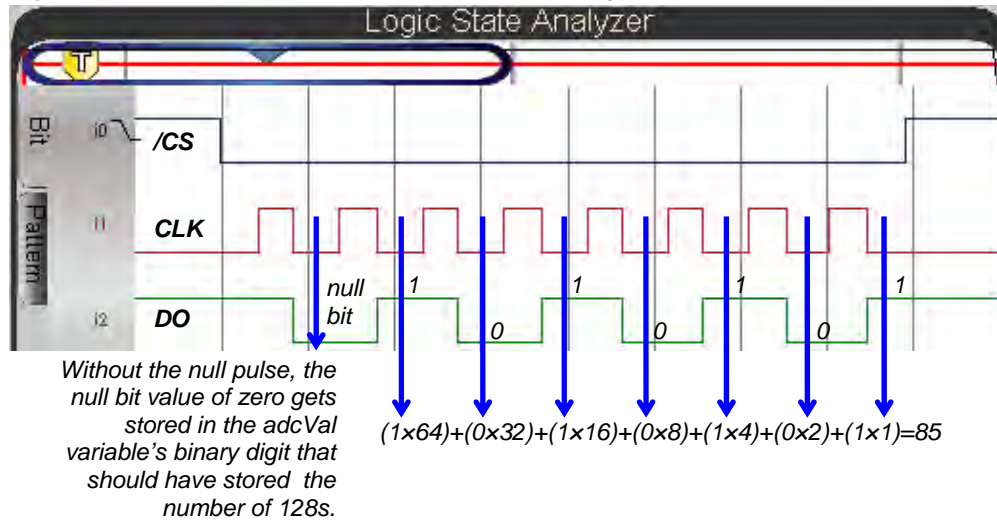 Logic State Analyzer
T
Bit
i0
/CS
Pattern
i1
CLK
1
1
1
1
null
bit
i2
DO
0
0
0
Without the null pulse, the
null bit value of zero gets
stored in the adcVal
variable's binary digit that
should have stored the
number of 128s.
(1×64)+(0×32)+(1×16)+(0×8)+(1×4)+(0×2)+(1×1)=85